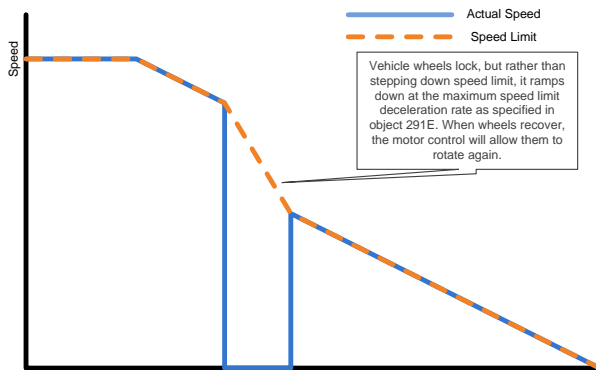 Actual Speed
Speed Limit
Speed
Vehicle wheels lock, but rather than
stepping down speed limit, it ramps
down at the maximum speed limit
deceleration rate as specified in
object 291E. When wheels recover,
the motor control will allow them to
rotate again.